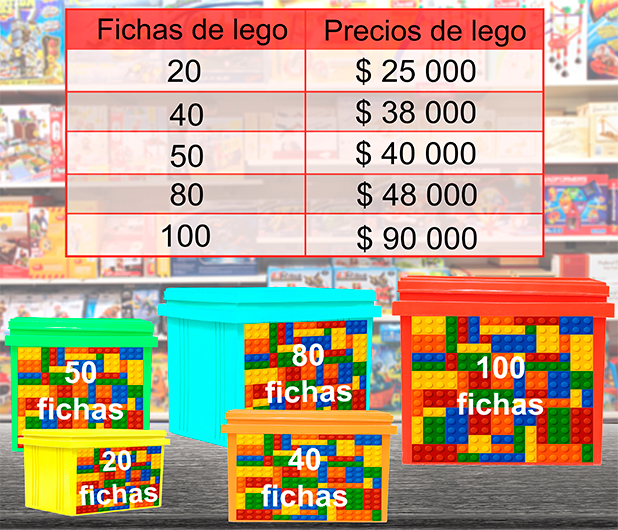 Fichas de lego Precios de lego
20 $ 25 000
40 $ 38 000
50 $ 40 000
80 $ 48 000
100 $ 90 000
50
fichas
80
fichas
100
fichas
20
fichas
40
fichas